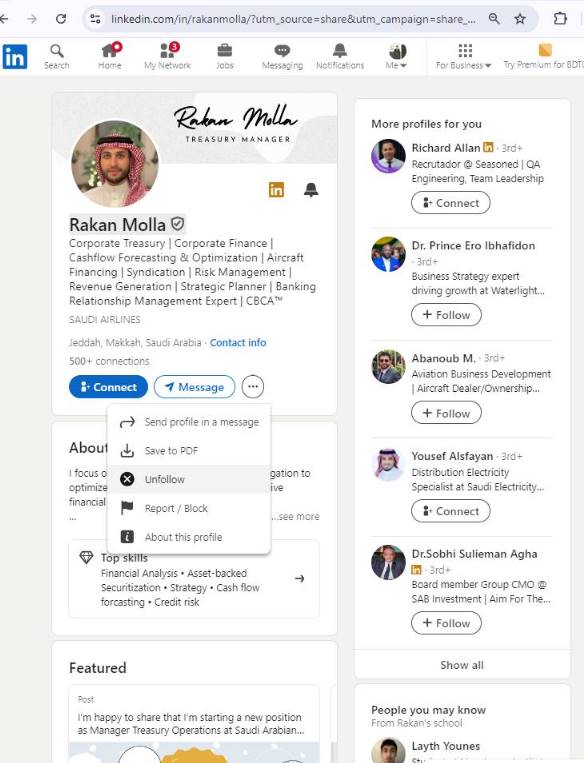 linkedin.com/in/rakanmolla/?utm_source=share&utm_campaign=share_...
in
Search
Home
3
My Network
Jobs
Messaging
Notifications
Me
For Business
Try Premium for BDT0
Rakan Molla
TREASURY MANAGER
in
Rakan Molla
Corporate Treasury | Corporate Finance |
Cashflow Forecasting & Optimization | Aircraft
Financing | Syndication | Risk Management |
Revenue Generation | Strategic Planner | Banking
Relationship Management Expert | CBCA™
SAUDI AIRLINES
Jeddah, Makkah, Saudi Arabia · Contact info
500+ connections
Connect
Message
Send profile in a message
Save to PDF
Unfollow
Report / Block
About this profile
About
I focus o
gation to
optimize
ive
financial
...
...see more
Top skills
Financial Analysis • Asset-backed
Securitization • Strategy • Cash flow
forcasting • Credit risk
Featured
Post
I'm happy to share that I'm starting a new position
as Manager Treasury Operations at Saudi Arabian...
More profiles for you
Richard Allan in · 3rd+
Recrutador @ Seasoned | QA
Engineering, Team Leadership
Connect
Dr. Prince Ero Ibhafidon
· 3rd+
Business Strategy expert
driving growth at Waterlight...
+ Follow
Abanoub M. · 3rd+
Aviation Business Development
| Aircraft Dealer/Ownership...
+ Follow
Yousef Alsfayan · 3rd+
Distribution Electricity
Specialist at Saudi Electricity...
Connect
Dr.Sobhi Sulieman Agha
in · 3rd+
Board member Group CMO @
SAB Investment | Aim For The...
+ Follow
Show all
People you may know
From Rakan's school
Layth Younes